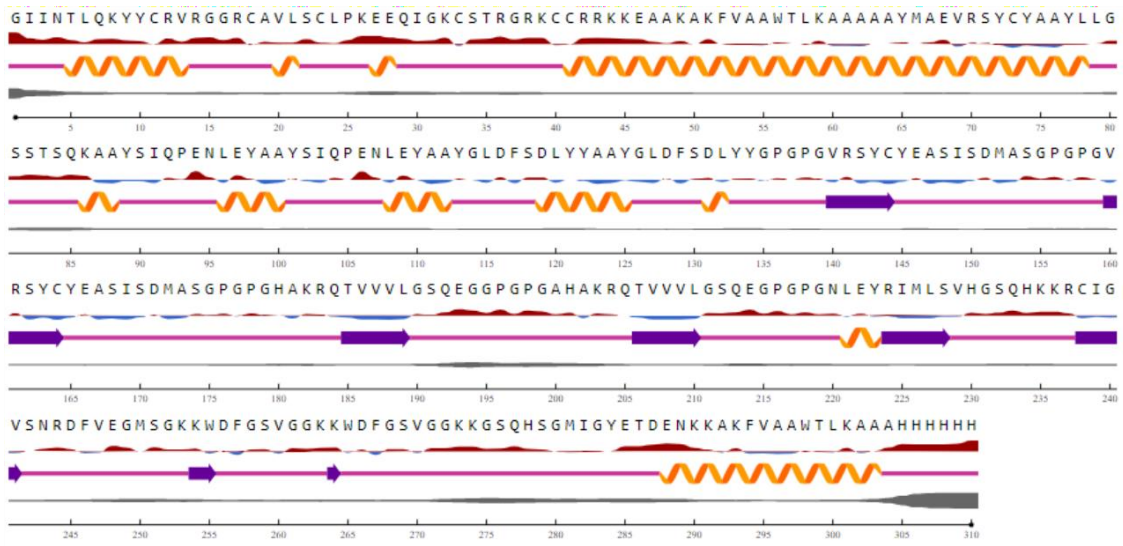 GIINTLQKYYCRVRGGRCAVLSCLPKEEQIGKCSTRGRKCCRRKKEAAKAKFVAAWTLKAAAAAYMAEVRSYCYAAYLLG
5 10 15 20 25 30 35 40 45 50 55 60 65 70 75 80
SSTSQKAAYSIQPENLEYAAYSIQPENLEYAAYGLDFSDLYYAAYGLDFSDLYYGPGPGVRSYCYEASISDMASGPGPGV
85 90 95 100 105 110 115 120 125 130 135 140 145 150 155 160
RSYCYEASISDMASGPGPGHAKRQTVVVLGSQEGGPGPGAHAKRQTVVVLGSQEGPGPGNLEYRIMLSVHGSQHKKRCIG
165 170 175 180 185 190 195 200 205 210 215 220 225 230 235 240
VSNRDFVEGMSGKKWDFGSVGGKKWDFGSVGGKKGSQHSGMIGYETDENKKAKFVAAWTLKAAAHHHHHH
245 250 255 260 265 270 275 280 285 290 295 300 305 310